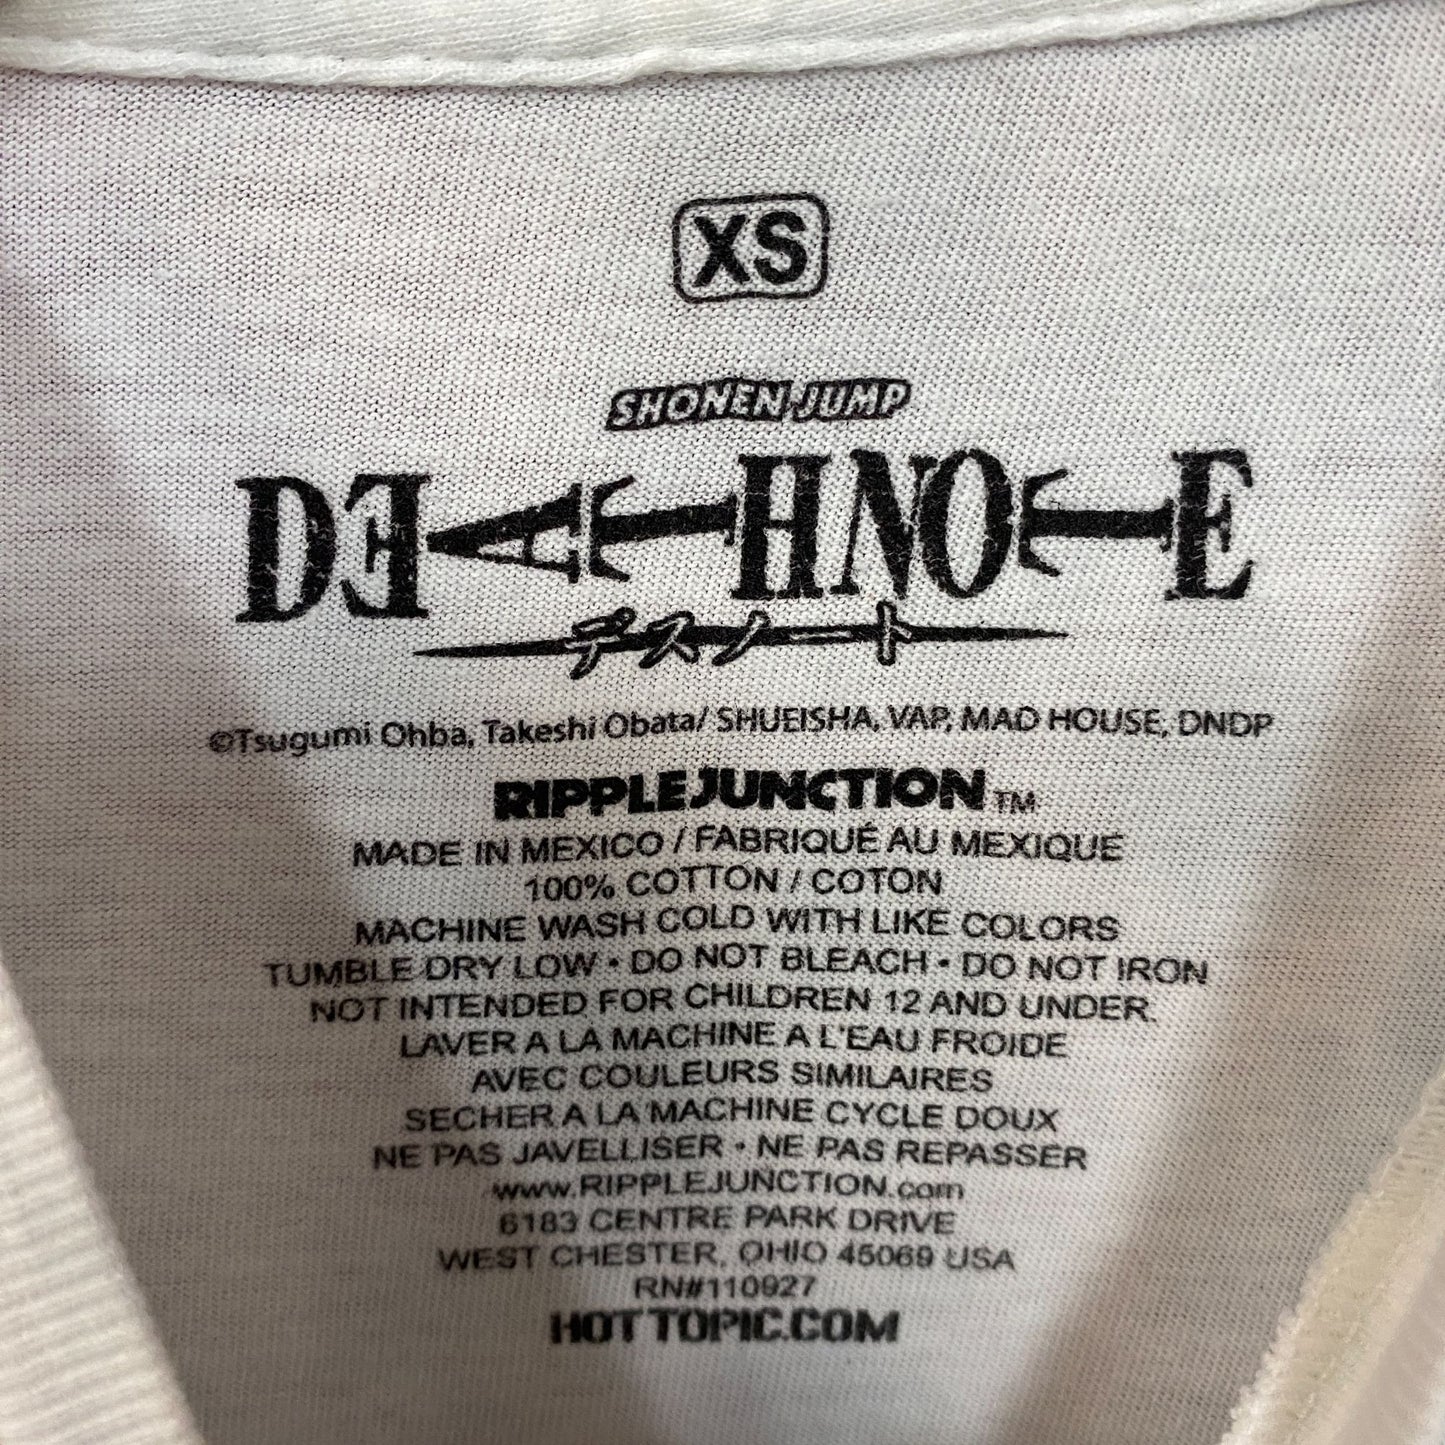 XS
SHONEN JUMP
DEATH NOTE
デスノート
©Tsugumi Ohba, Takeshi Obata/ SHUEISHA, VAP, MAD HOUSE, DNDP
RIPPLEJUNCTION TM
MADE IN MEXICO / FABRIQUÉ AU MEXIQUE
100% COTTON / COTON
MACHINE WASH COLD WITH LIKE COLORS
TUMBLE DRY LOW • DO NOT BLEACH • DO NOT IRON
NOT INTENDED FOR CHILDREN 12 AND UNDER.
LAVER A LA MACHINE A L'EAU FROIDE
AVEC COULEURS SIMILAIRES
SECHER A LA MACHINE CYCLE DOUX
NE PAS JAVELLISER • NE PAS REPASSER
www.RIPPLEJUNCTION.com
6183 CENTRE PARK DRIVE
WEST CHESTER, OHIO 45069 USA
RN#110927
HOT TOPIC.COM